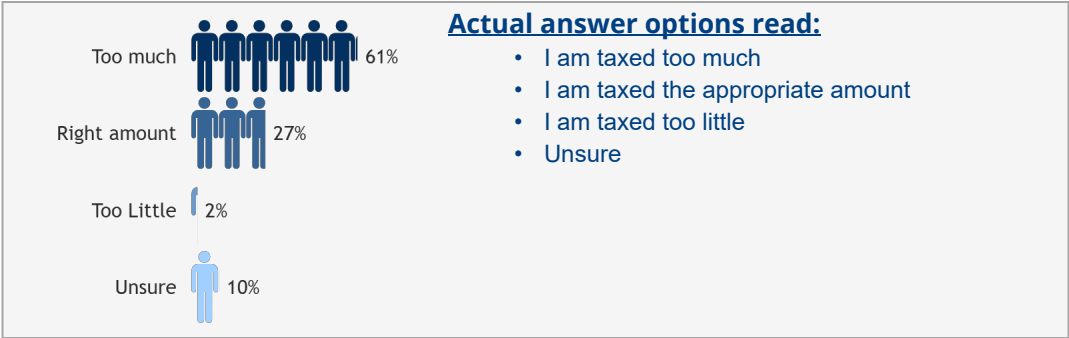 Too much 61%
Right amount 27%
Too Little 2%
Unsure 10%
Actual answer options read:
• I am taxed too much
• I am taxed the appropriate amount
• I am taxed too little
• Unsure